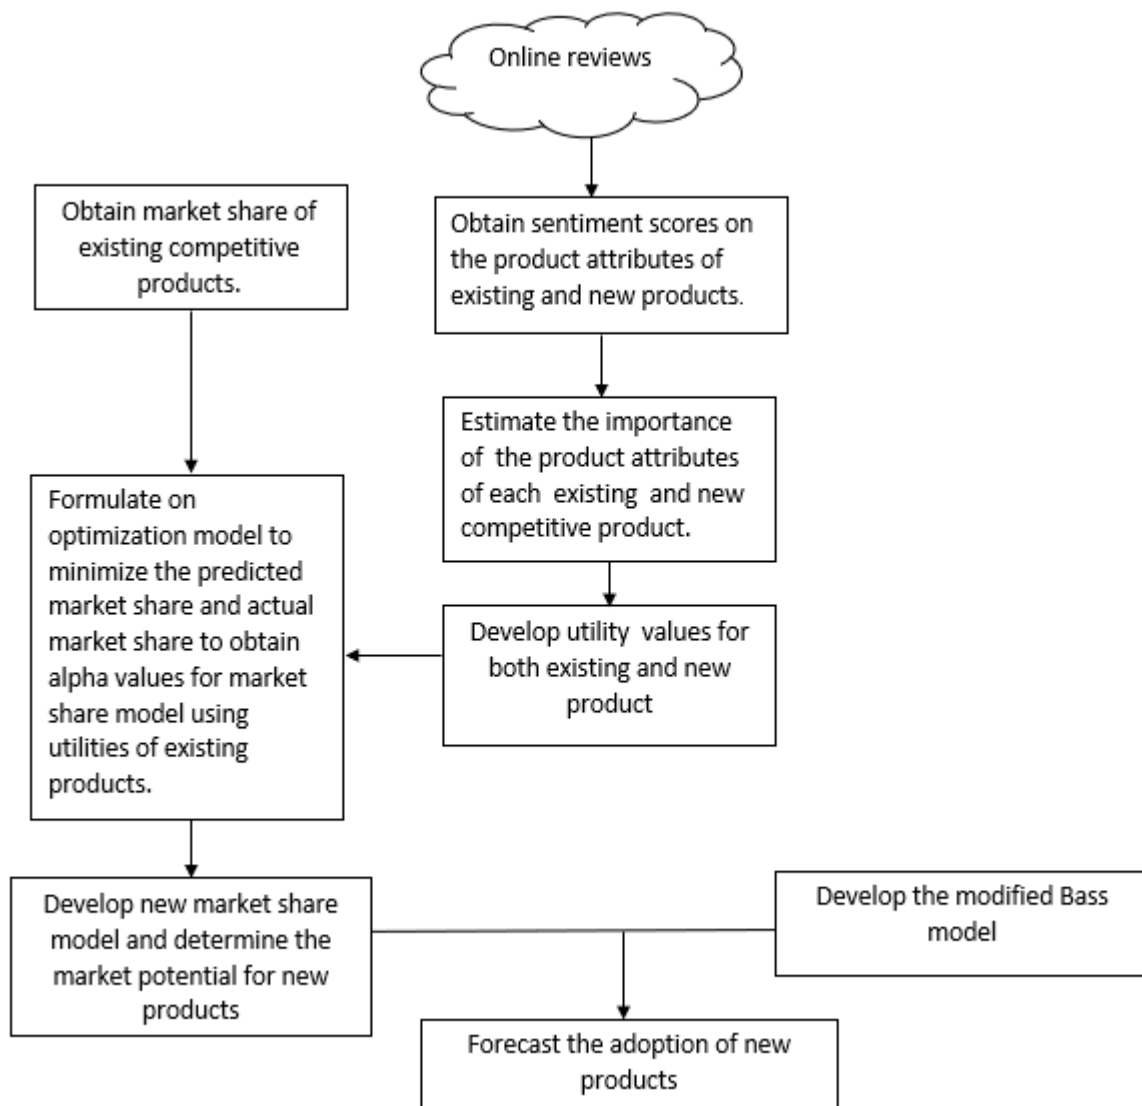 Online reviews
Obtain market share of
existing competitive
products.
Obtain sentiment scores on
the product attributes of
existing and new products.
Estimate the importance
of the product attributes
of each existing and new
competitive product.
Formulate on
optimization model to
minimize the predicted
market share and actual
market share to obtain
alpha values for market
share model using
utilities of existing
products.
Develop utility values for
both existing and new
product
Develop new market share
model and determine the
market potential for new
products
Develop the modified Bass
model
Forecast the adoption of new
products